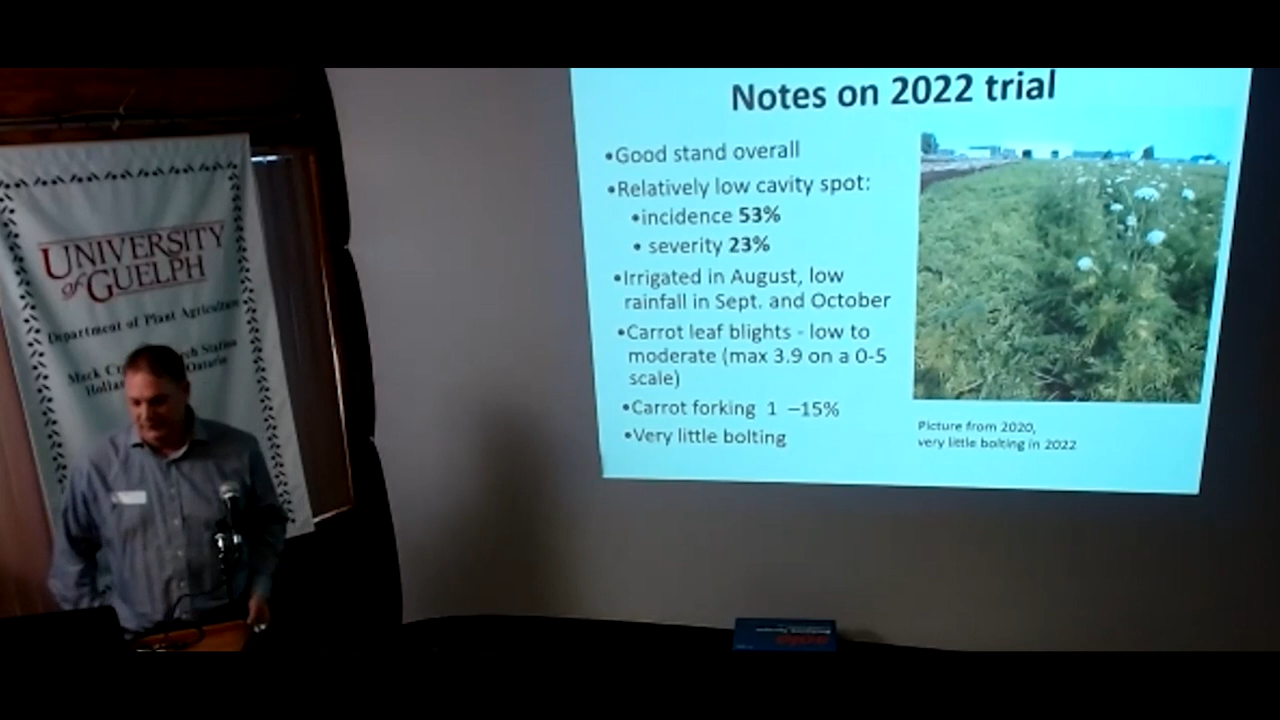 UNIVERSITY
of GUELPH
Department of Plant Agriculture
Notes on 2022 trial
•Good stand overall
•Relatively low cavity spot:
•incidence 53%
• severity 23%
•Irrigated in August, low
rainfall in Sept. and October
•Carrot leaf blights - low to
moderate (max 3.9 on a 0-5
scale)
•Carrot forking 1 –15%
•Very little bolting
Picture from 2020,
very little bolting in 2022